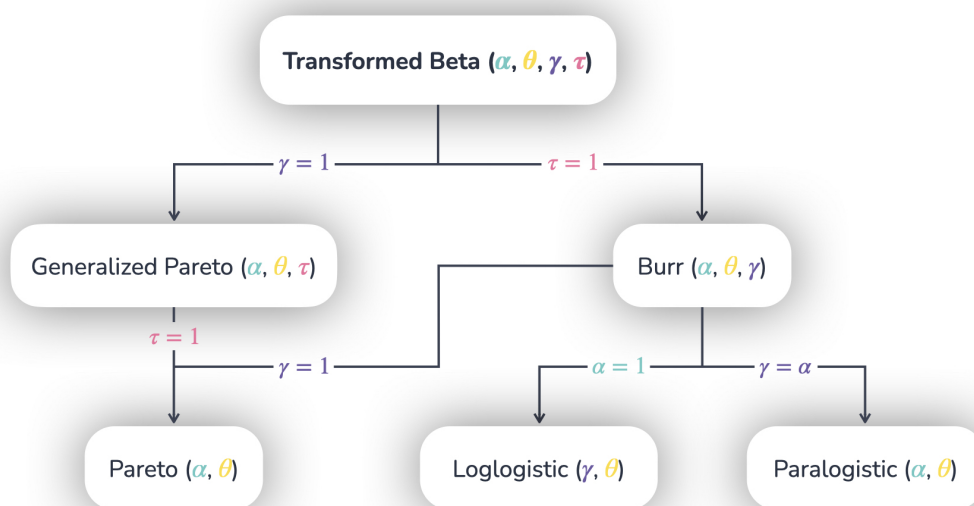 Transformed Beta (α, θ, γ, τ)
γ = 1
τ = 1
Generalized Pareto (α, θ, τ)
Burr (α, θ, γ)
τ = 1
γ = 1
α = 1
γ = α
Pareto (α, θ)
Loglogistic (γ, θ)
Paralogistic (α, θ)